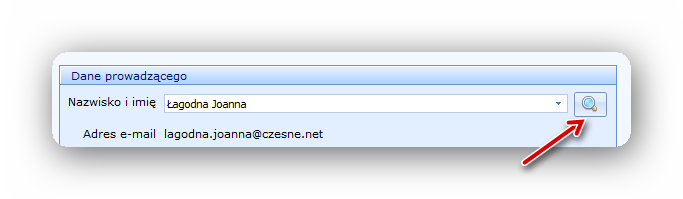 Dane prowadzącego
Nazwisko i imię Łagodna Joanna
Adres e-mail lagodna.joanna@czesne.net